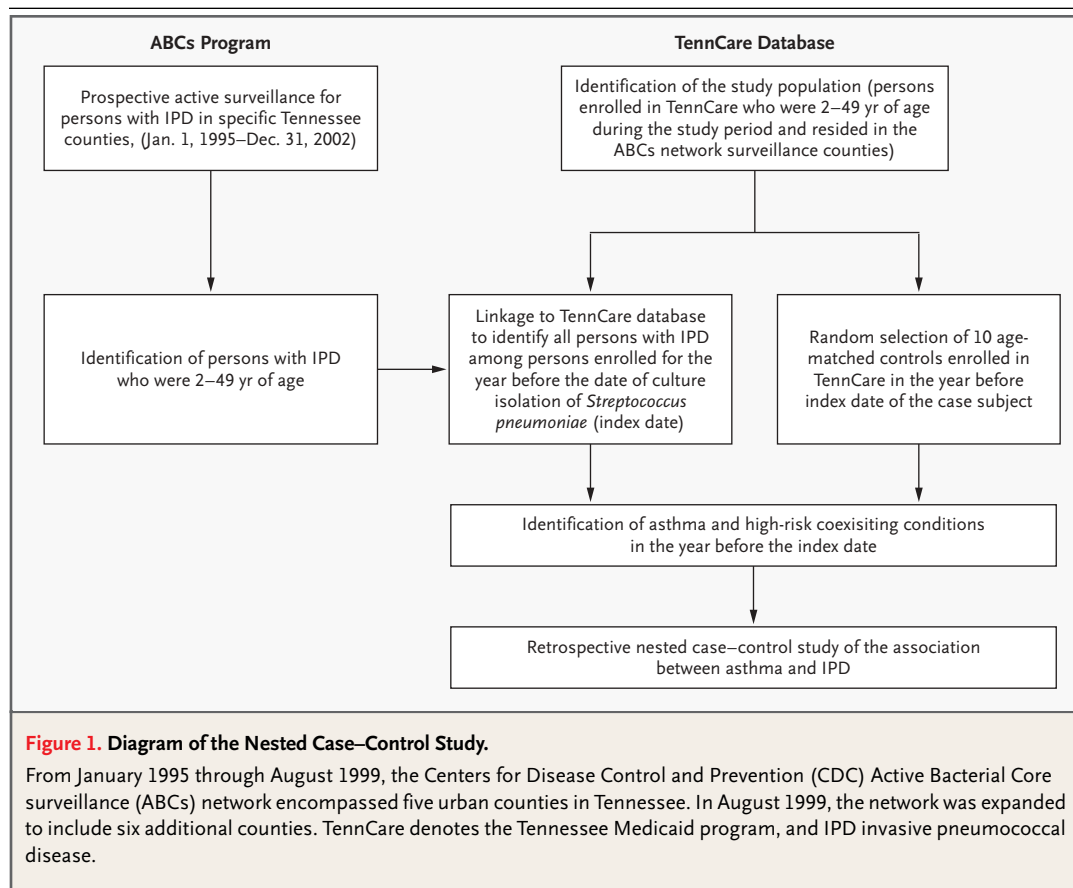 ABCs Program
TennCare Database
Prospective active surveillance for
persons with IPD in specific Tennessee
counties, (Jan. 1, 1995–Dec. 31, 2002)
Identification of the study population (persons
enrolled in TennCare who were 2–49 yr of age
during the study period and resided in the
ABCs network surveillance counties)
Identification of persons with IPD
who were 2–49 yr of age
Linkage to TennCare database
to identify all persons with IPD
among persons enrolled for the
year before the date of culture
isolation of Streptococcus
pneumoniae (index date)
Random selection of 10 age-
matched controls enrolled in
TennCare in the year before
index date of the case subject
Identification of asthma and high-risk coexisiting conditions
in the year before the index date
Retrospective nested case–control study of the association
between asthma and IPD
Figure 1. Diagram of the Nested Case–Control Study.
From January 1995 through August 1999, the Centers for Disease Control and Prevention (CDC) Active Bacterial Core
surveillance (ABCs) network encompassed five urban counties in Tennessee. In August 1999, the network was expanded
to include six additional counties. TennCare denotes the Tennessee Medicaid program, and IPD invasive pneumococcal
disease.